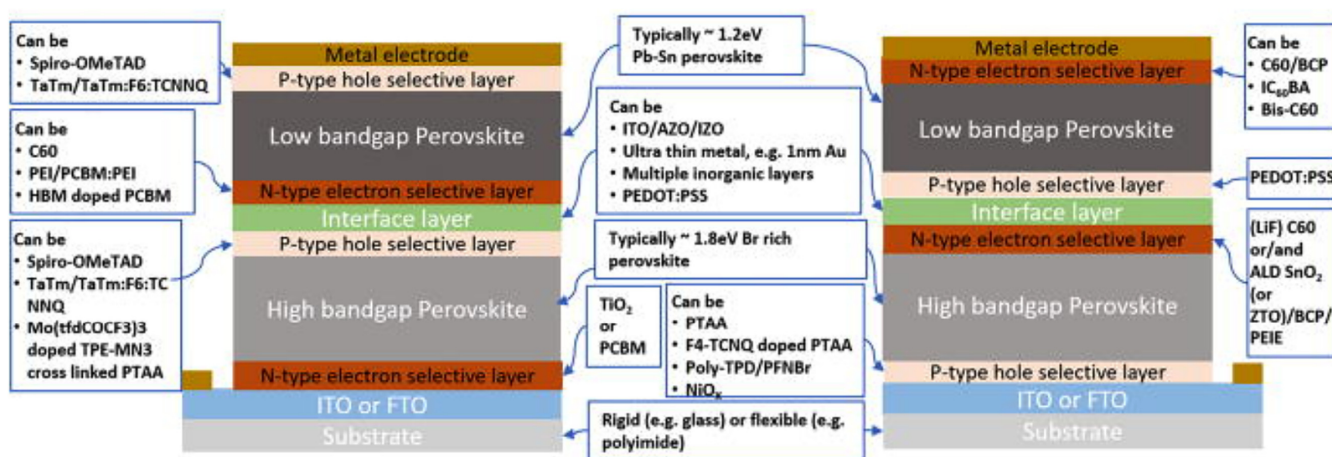 Can be
• Spiro-OMeTAD
• TaTm/TaTm:F6:TCNNQ
Can be
• C60
• PEI/PCBM:PEI
• HBM doped PCBM
Can be
• Spiro-OMeTAD
• TaTm/TaTm:F6:TC
NNQ
• Mo(tfdCOCF3)3
doped TPE-MN3
cross linked PTAA
Metal electrode
P-type hole selective layer
Low bandgap Perovskite
N-type electron selective layer
Interface layer
P-type hole selective layer
High bandgap Perovskite
N-type electron selective layer
ITO or FTO
Substrate
Typically ~ 1.2eV
Pb-Sn perovskite
Can be
• ITO/AZO/IZO
• Ultra thin metal, e.g. 1nm Au
• Multiple inorganic layers
• PEDOT:PSS
Typically ~ 1.8eV Br rich
perovskite
TiO₂
or
PCBM
Can be
• PTAA
• F4-TCNQ doped PTAA
• Poly-TPD/PFNBr
• NiOₓ
Rigid (e.g. glass) or flexible (e.g.
polyimide)
Metal electrode
N-type electron selective layer
Low bandgap Perovskite
P-type hole selective layer
Interface layer
N-type electron selective layer
High bandgap Perovskite
P-type hole selective layer
ITO or FTO
Substrate
Can be
• C60/BCP
• IC₆₀BA
• Bis-C60
PEDOT:PSS
(LiF) C60
or/and
ALD SnO₂
(or
ZTO)/BCP/
PEIE